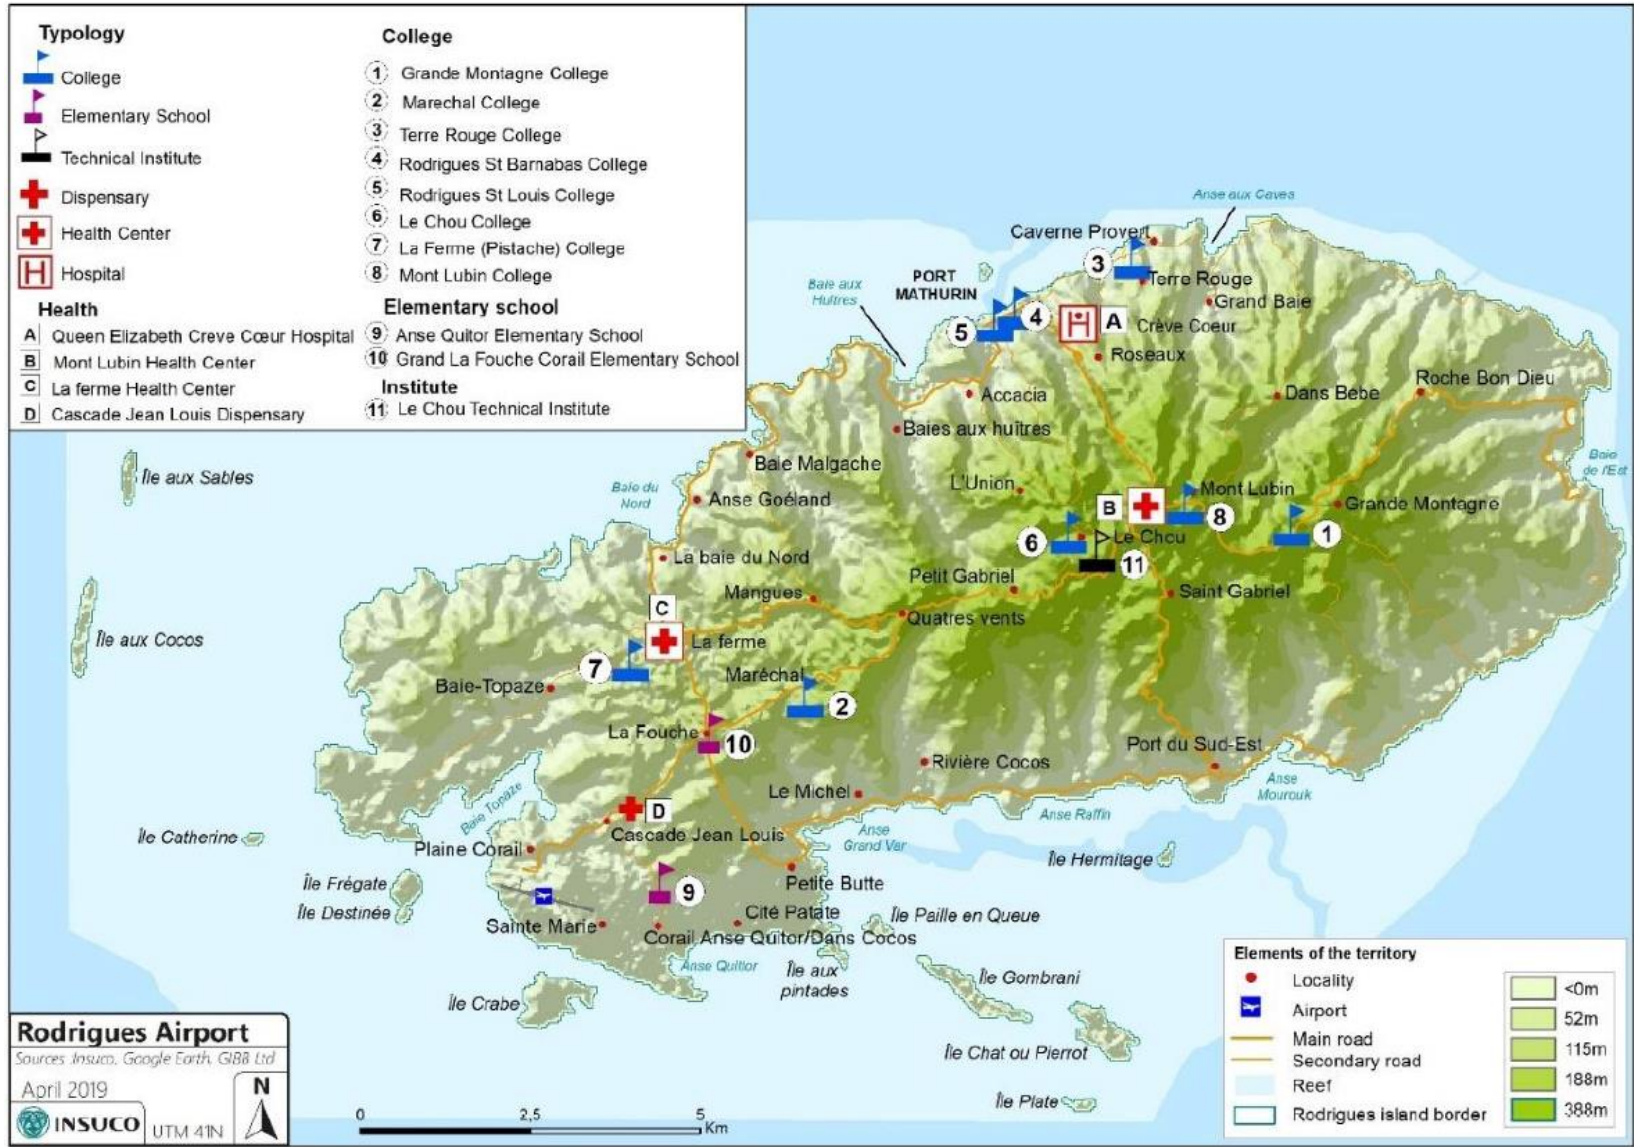 Typology
College
Elementary School
Technical Institute
Dispensary
Health Center
H Hospital
Health
A Queen Elizabeth Creve Cœur Hospital
B Mont Lubin Health Center
C La ferme Health Center
D Cascade Jean Louis Dispensary
College
1 Grande Montagne College
2 Marechal College
3 Terre Rouge College
4 Rodrigues St Barnabas College
5 Rodrigues St Louis College
6 Le Chou College
7 La Ferme (Pistache) College
8 Mont Lubin College
Elementary school
9 Anse Quitor Elementary School
10 Grand La Fouche Corail Elementary School
Institute
11 Le Chou Technical Institute
Anse aux Caves
Caverne Provert
3
Terre Rouge
PORT
MATHURIN
Baie aux
Huîtres
Grand Baie
5
4
H
A
Crève Coeur
Roseaux
Accacia
Dans Bebe
Roche Bon Dieu
Baies aux huîtres
Baie Malgache
Baie
de l'Est
Île aux Sables
Baie du
Nord
Anse Goéland
L'Union
B
Mont Lubin
8
Grande Montagne
1
6
Le Chou
11
La baie du Nord
Petit Gabriel
Mangues
Saint Gabriel
Quatres vents
C
La ferme
Île aux Cocos
7
Maréchal
Baie-Topaze
2
La Fouche
10
Port du Sud-Est
Rivière Cocos
Anse
Mourouk
Le Michel
Baie Topaze
D
Anse Raffin
Cascade Jean Louis
Anse
Grand Var
Île Catherine
Plaine Corail
Île Hermitage
Île Frégate
Petite Butte
9
Île Destinée
Cité Patate
Île Paille en Queue
Sainte Marie
Corail Anse Quitor/Dans Cocos
Anse Quitor
Île aux
pintades
Île Gombrani
Île Crabe
Île Chat ou Pierrot
Île Plate
Rodrigues Airport
Sources :Insuco, Google Earth, GIBB Ltd
April 2019
N
INSUCO
UTM 41N
0 2,5 5
Km
Elements of the territory
Locality
Airport
Main road
Secondary road
Reef
Rodrigues island border
<0m
52m
115m
188m
388m